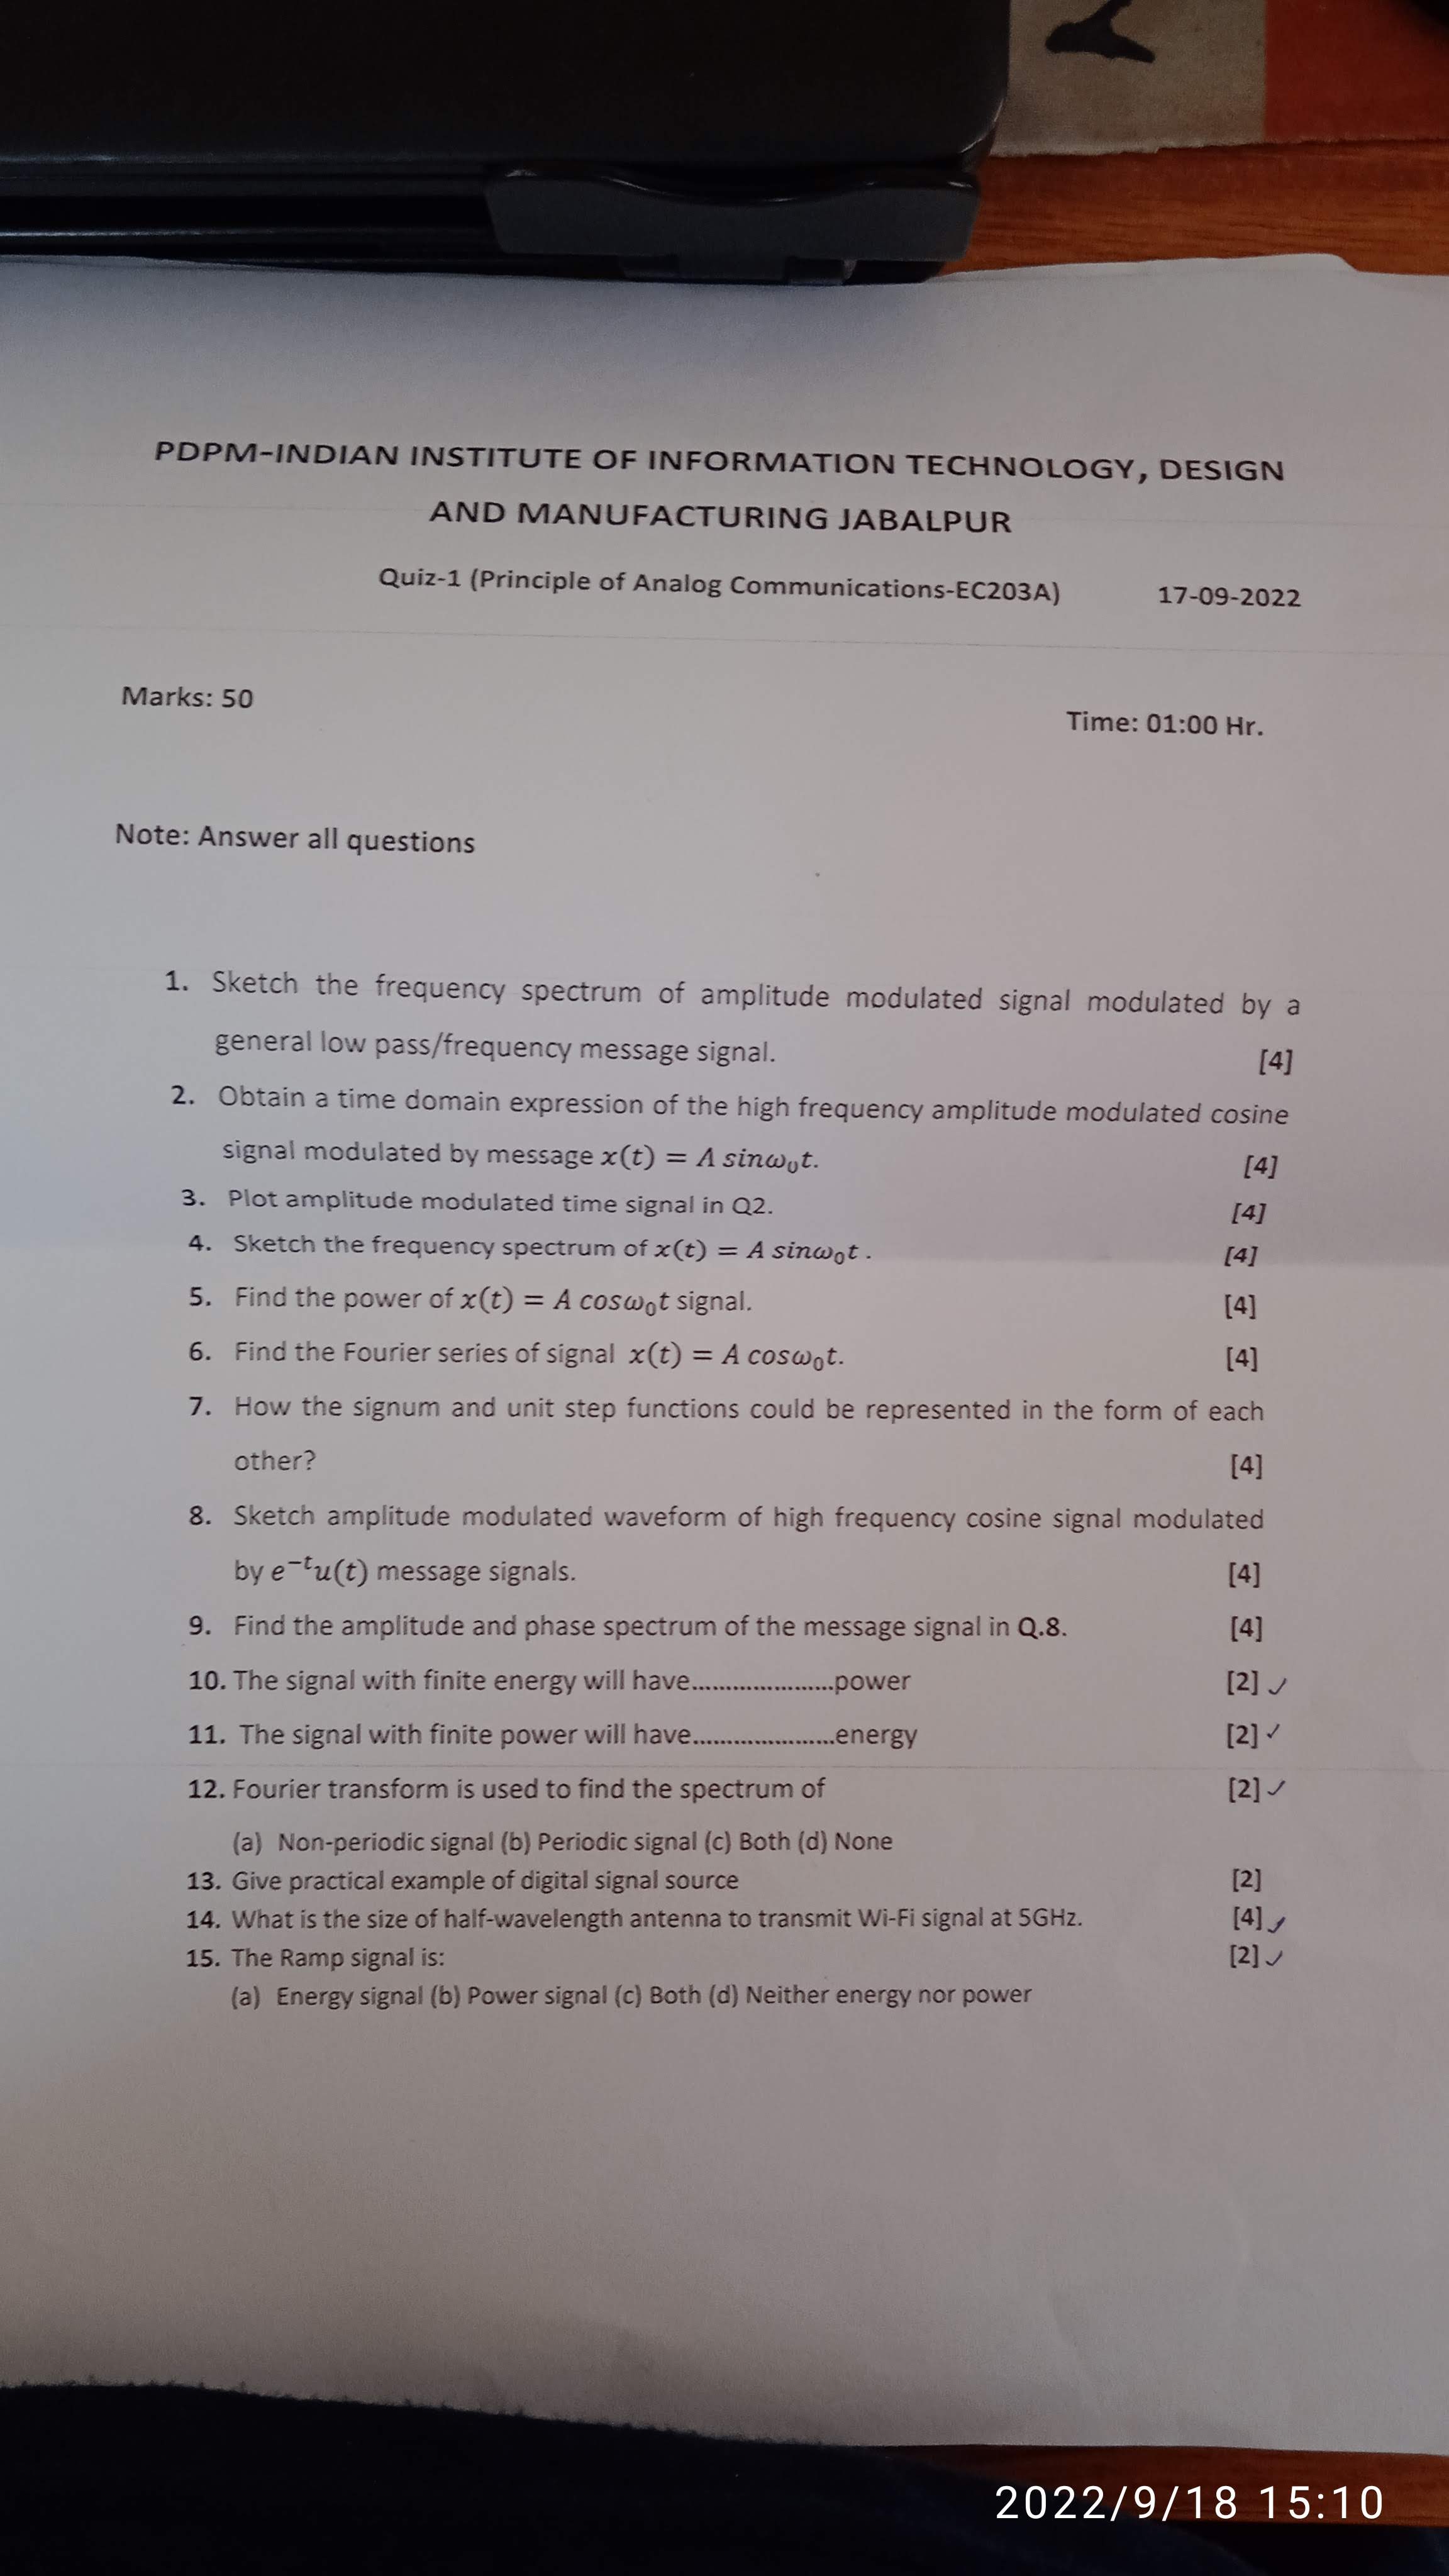 PDPM-INDIAN INSTITUTE OF INFORMATION TECHNOLOGY, DESIGN
AND MANUFACTURING JABALPUR
Quiz-1 (Principle of Analog Communications-EC203A) 17-09-2022
Marks: 50
Time: 01:00 Hr.
Note: Answer all questions
1. Sketch the frequency spectrum of amplitude modulated signal modulated by a
general low pass/frequency message signal. [4]
2. Obtain a time domain expression of the high frequency amplitude modulated cosine
signal modulated by message x(t) = A sinω₀t. [4]
3. Plot amplitude modulated time signal in Q2. [4]
4. Sketch the frequency spectrum of x(t) = A sinω₀t . [4]
5. Find the power of x(t) = A cosω₀t signal. [4]
6. Find the Fourier series of signal x(t) = A cosω₀t. [4]
7. How the signum and unit step functions could be represented in the form of each
other? [4]
8. Sketch amplitude modulated waveform of high frequency cosine signal modulated
by e⁻ᵗu(t) message signals. [4]
9. Find the amplitude and phase spectrum of the message signal in Q.8. [4]
10. The signal with finite energy will have.....................power [2] ✓
11. The signal with finite power will have.....................energy [2] ✓
12. Fourier transform is used to find the spectrum of [2] ✓
(a) Non-periodic signal (b) Periodic signal (c) Both (d) None
13. Give practical example of digital signal source [2]
14. What is the size of half-wavelength antenna to transmit Wi-Fi signal at 5GHz. [4] ✓
15. The Ramp signal is: [2] ✓
(a) Energy signal (b) Power signal (c) Both (d) Neither energy nor power
2022/9/18 15:10